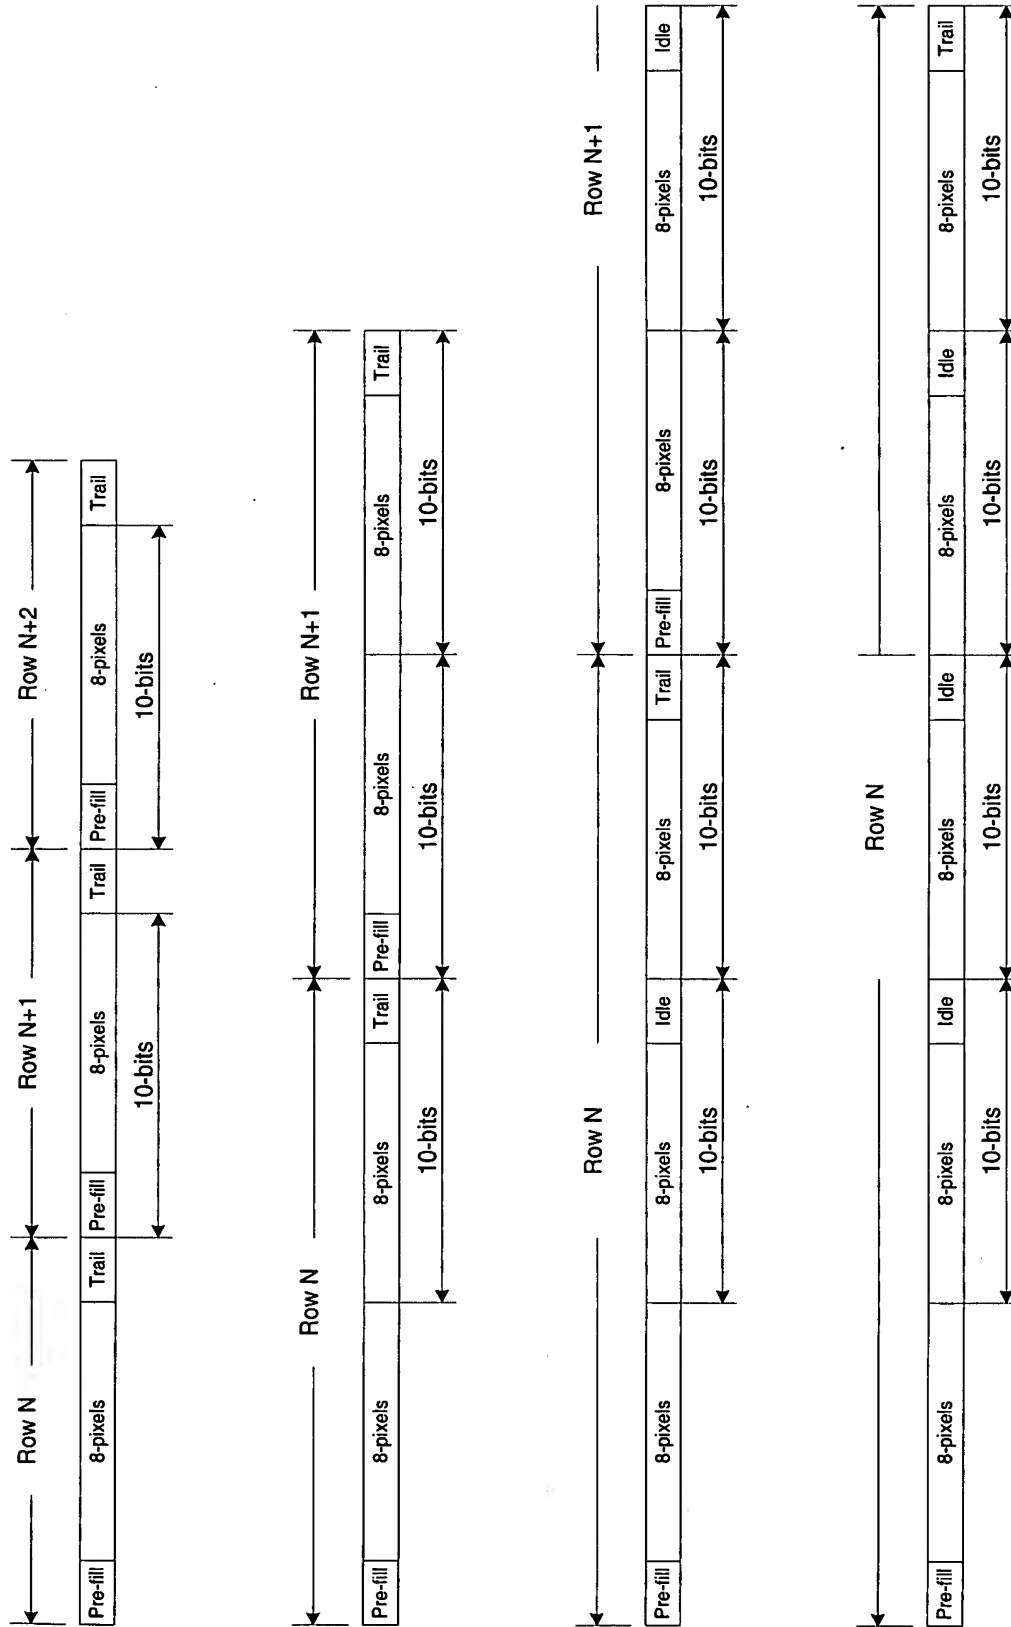 Row N Row N+1 Row N+2
Pre-fill 8-pixels Trail Pre-fill 8-pixels Trail Pre-fill 8-pixels Trail
10-bits 10-bits
Row N Row N+1
Pre-fill 8-pixels 8-pixels Trail Pre-fill 8-pixels 8-pixels Trail
10-bits 10-bits 10-bits
Row N Row N+1
Pre-fill 8-pixels 8-pixels Idle 8-pixels Trail Pre-fill 8-pixels 8-pixels Idle
10-bits 10-bits 10-bits 10-bits
Row N
Pre-fill 8-pixels 8-pixels Idle 8-pixels Idle 8-pixels Idle 8-pixels Trail
10-bits 10-bits 10-bits 10-bits